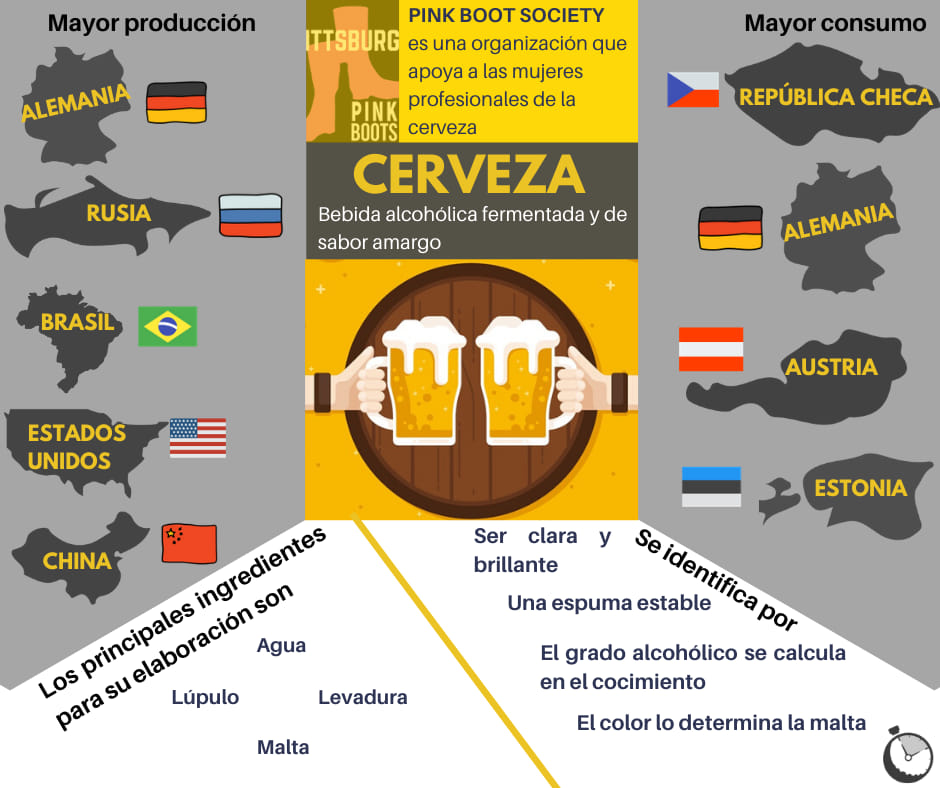 Mayor producción
ALEMANIA
RUSIA
BRASIL
ESTADOS
UNIDOS
CHINA
ITTSBURG
PINK
BOOTS
PINK BOOT SOCIETY
es una organización que
apoya a las mujeres
profesionales de la
cerveza
CERVEZA
Bebida alcohólica fermentada y de
sabor amargo
Mayor consumo
REPÚBLICA CHECA
ALEMANIA
AUSTRIA
ESTONIA
Los principales ingredientes
para su elaboración son
Agua
Lúpulo
Levadura
Malta
Se identifica por
Ser clara y
brillante
Una espuma estable
El grado alcohólico se calcula
en el cocimiento
El color lo determina la malta